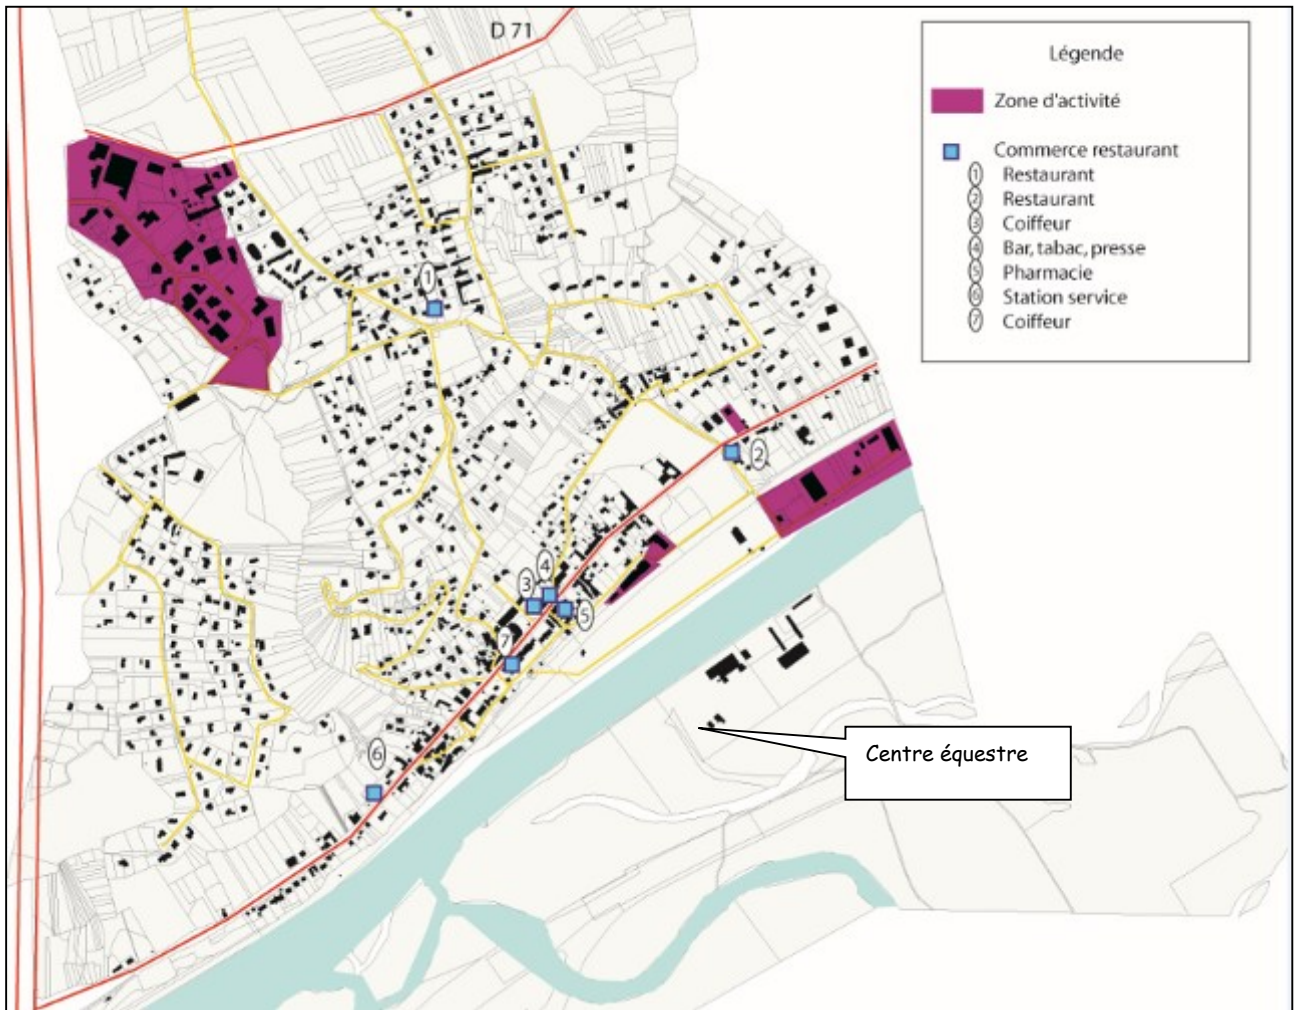 D 71
Légende
Zone d'activité
Commerce restaurant
1 Restaurant
2 Restaurant
3 Coiffeur
4 Bar, tabac, presse
5 Pharmacie
6 Station service
7 Coiffeur
1
2
4
3
5
7
6
Centre équestre